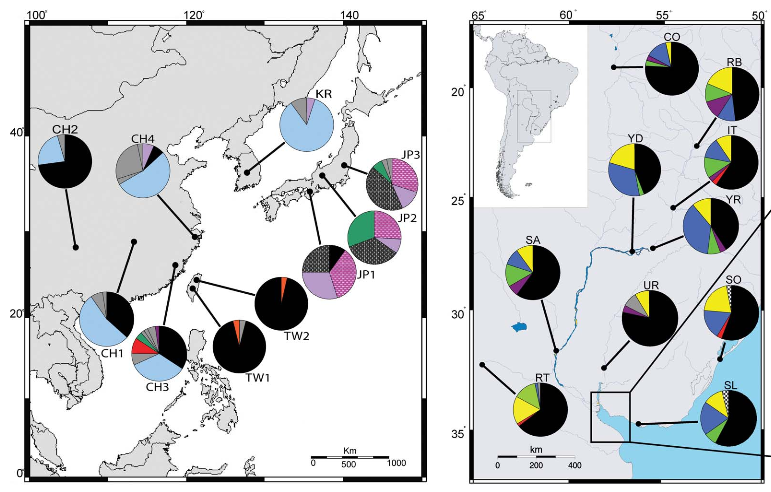 100° 120° 140°
40°
20°
0°
CH2
CH4
KR
JP3
JP2
JP1
TW2
TW1
CH1
CH3
Km
0 500 1000
65° 60° 55° 50°
20°
25°
30°
35°
CO
RB
IT
YD
YR
SA
UR
SO
RT
SL
km
0 200 400